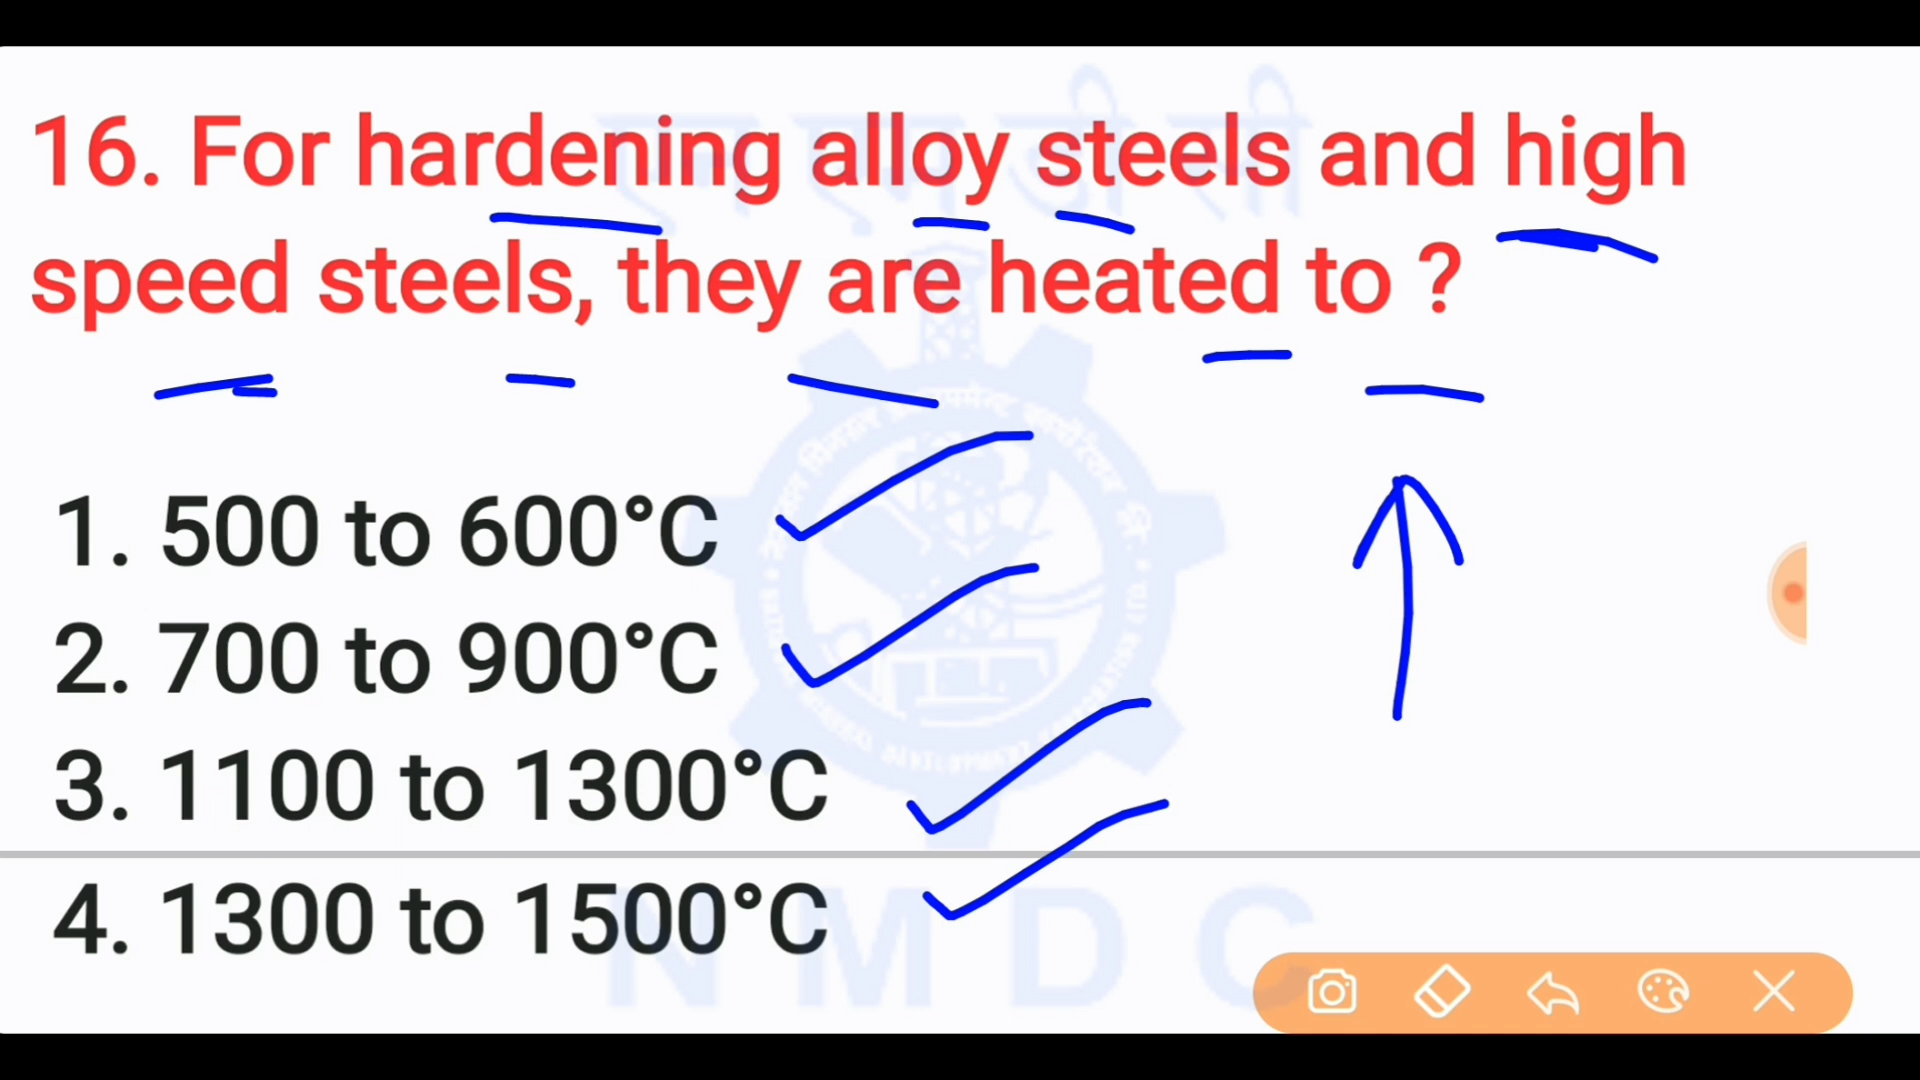 16. For hardening alloy steels and high
speed steels, they are heated to ?
1. 500 to 600°C
2. 700 to 900°C
3. 1100 to 1300°C
4. 1300 to 1500°C
N M D C